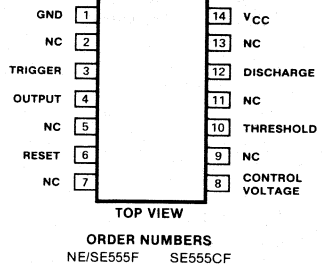 GND 1 14 VCC
NC 2 13 NC
TRIGGER 3 12 DISCHARGE
OUTPUT 4 11 NC
NC 5 10 THRESHOLD
RESET 6 9 NC
NC 7 8 CONTROL VOLTAGE
TOP VIEW
ORDER NUMBERS
NE/SE555F SE555CF